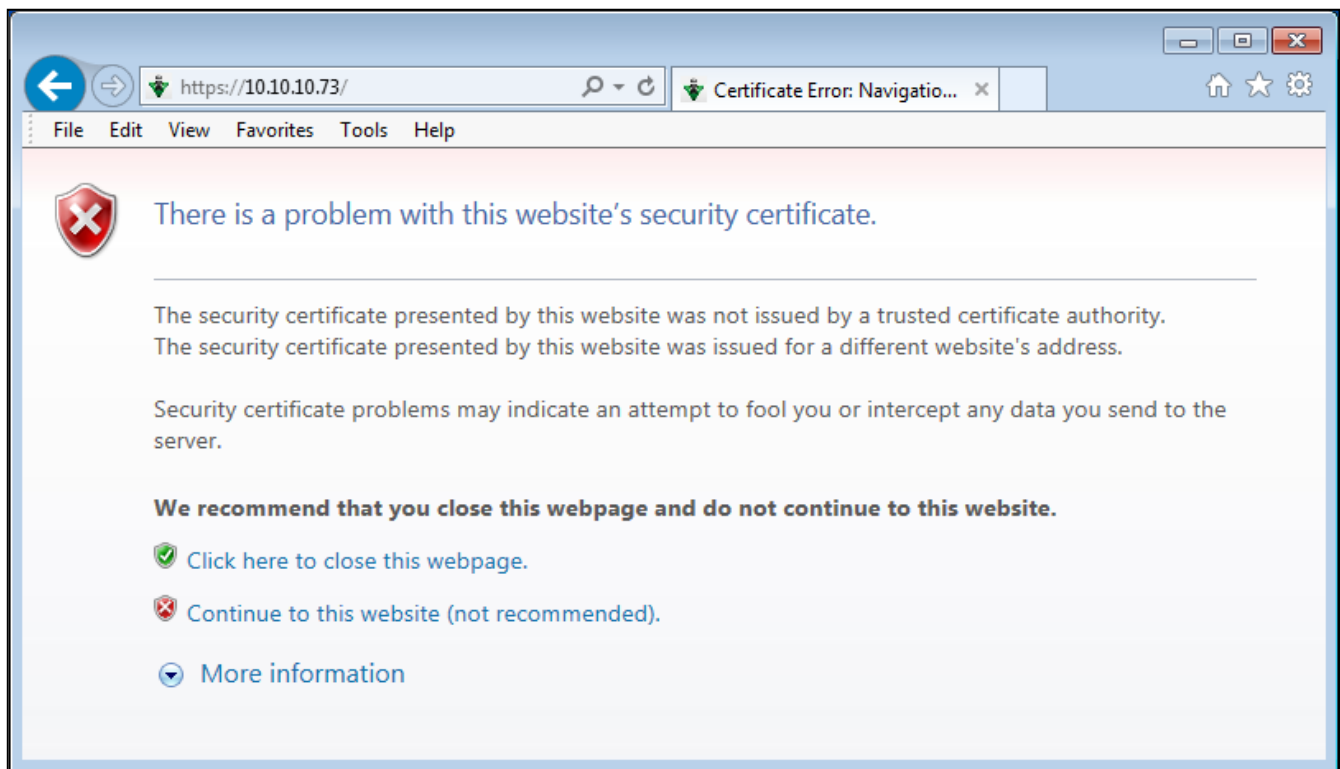 https://10.10.10.73/
Certificate Error: Navigatio...
File Edit View Favorites Tools Help
There is a problem with this website's security certificate.
The security certificate presented by this website was not issued by a trusted certificate authority.
The security certificate presented by this website was issued for a different website's address.
Security certificate problems may indicate an attempt to fool you or intercept any data you send to the
server.
We recommend that you close this webpage and do not continue to this website.
Click here to close this webpage.
Continue to this website (not recommended).
More information